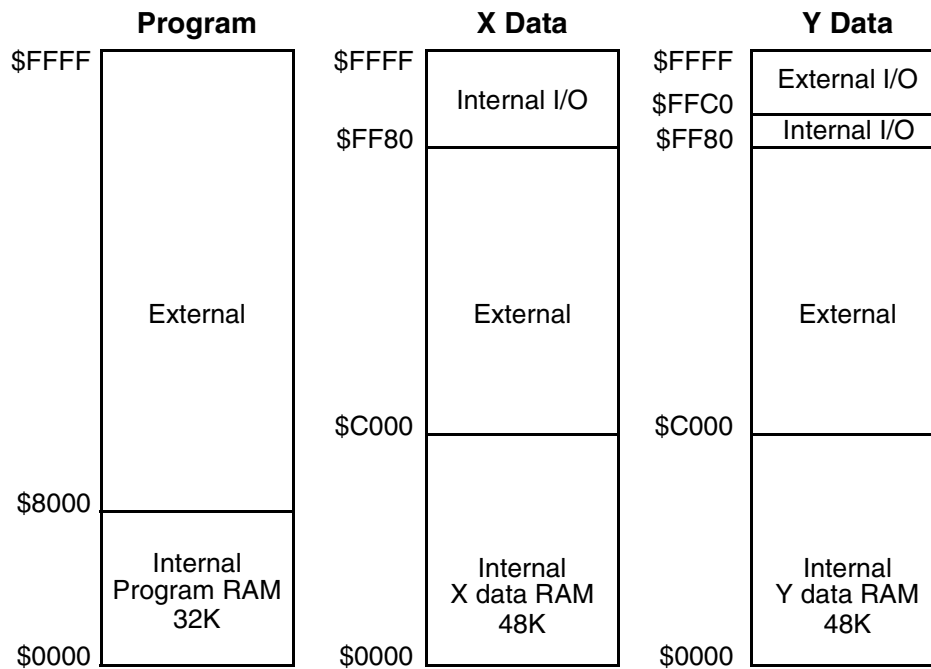 Program
$FFFF
External
$8000
Internal
Program RAM
32K
$0000
X Data
$FFFF
Internal I/O
$FF80
External
$C000
Internal
X data RAM
48K
$0000
Y Data
$FFFF
External I/O
$FFC0
Internal I/O
$FF80
External
$C000
Internal
Y data RAM
48K
$0000